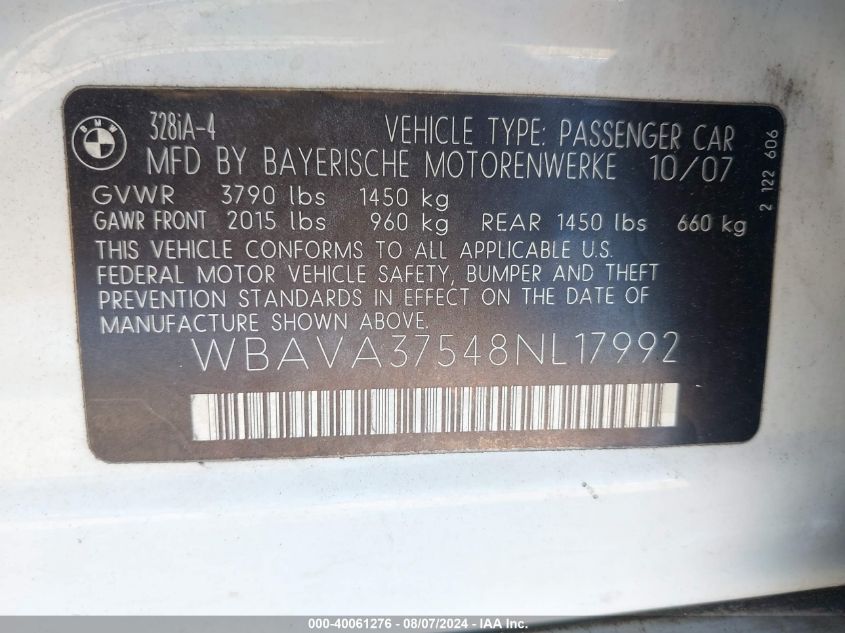 BMW
328iA-4 VEHICLE TYPE: PASSENGER CAR
MFD BY BAYERISCHE MOTORENWERKE 10/07
GVWR 3790 lbs 1450 kg
GAWR FRONT 2015 lbs 960 kg REAR 1450 lbs 660 kg
THIS VEHICLE CONFORMS TO ALL APPLICABLE U.S.
FEDERAL MOTOR VEHICLE SAFETY, BUMPER AND THEFT
PREVENTION STANDARDS IN EFFECT ON THE DATE OF
MANUFACTURE SHOWN ABOVE.
WBAVA37548NL17992
2 122 606
000-40061276 - 08/07/2024 - IAA Inc.